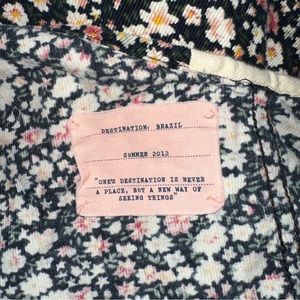 DESTINATION: BRASIL
SUMMER 2012
"ONE'S DESTINATION IS NEVER
A PLACE, BUT A NEW WAY OF
SEEING THINGS"